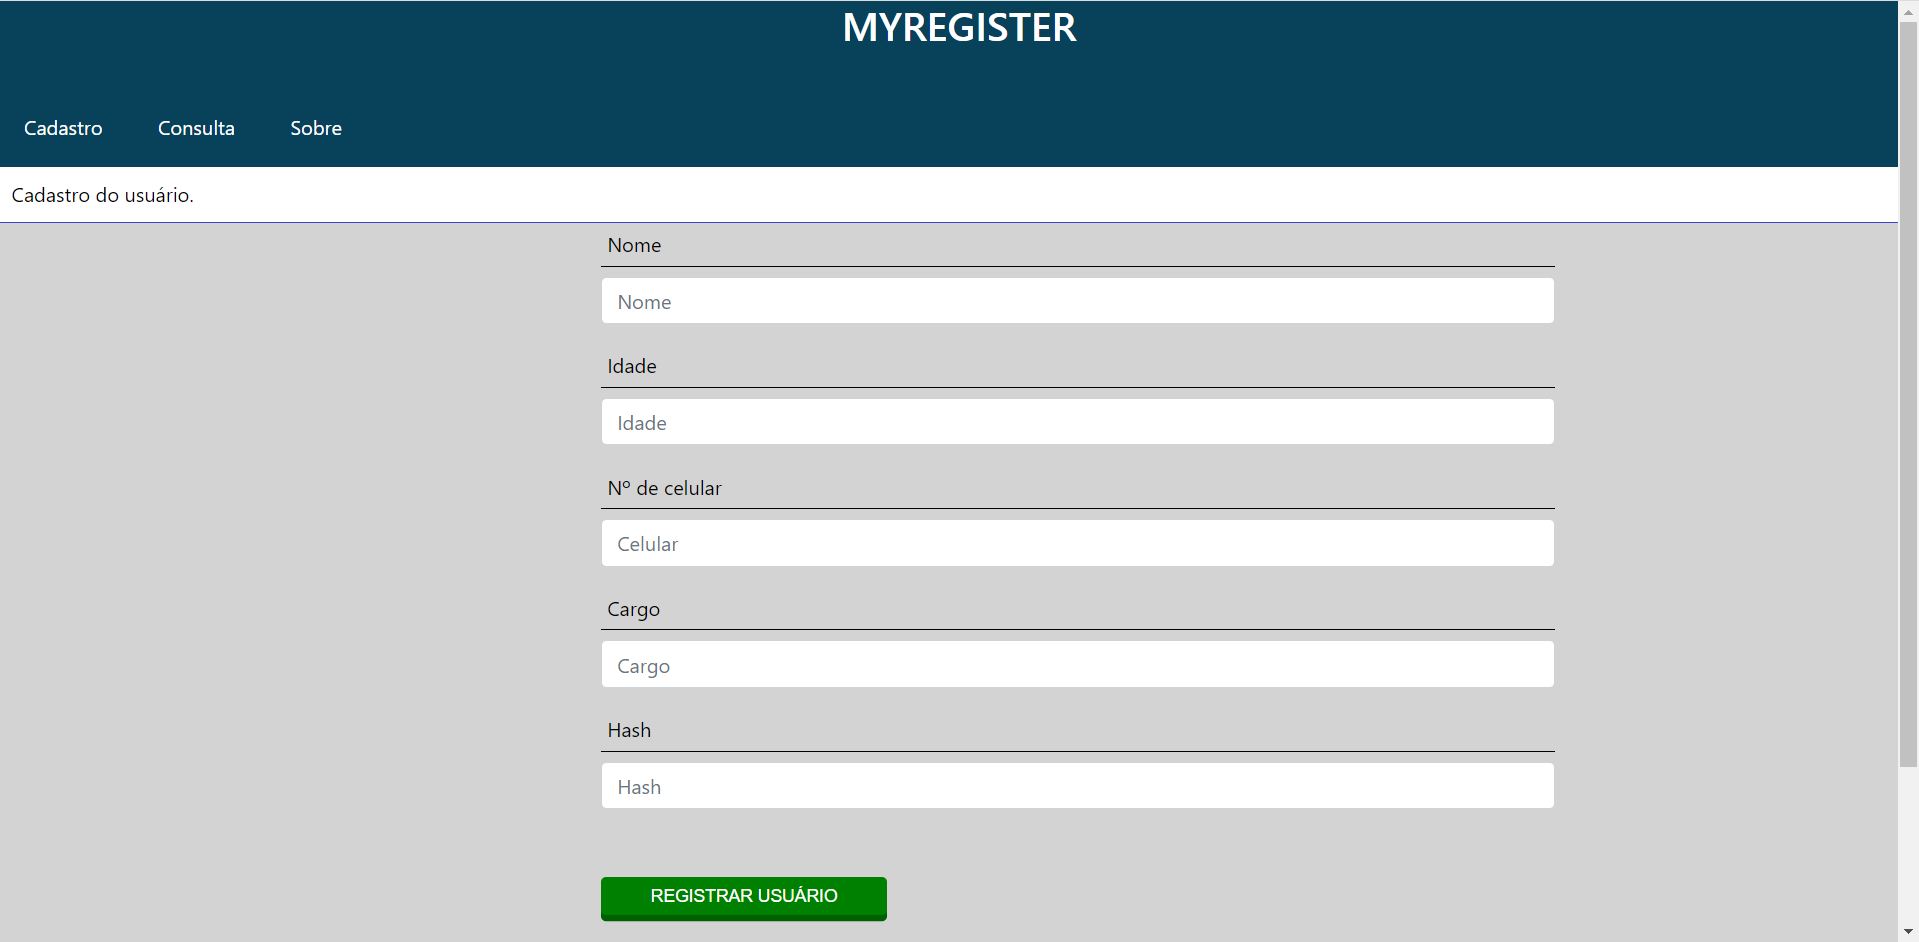 MYREGISTER
Cadastro Consulta Sobre
Cadastro do usuário.
Nome
Nome
Idade
Idade
Nº de celular
Celular
Cargo
Cargo
Hash
Hash
REGISTRAR USUÁRIO